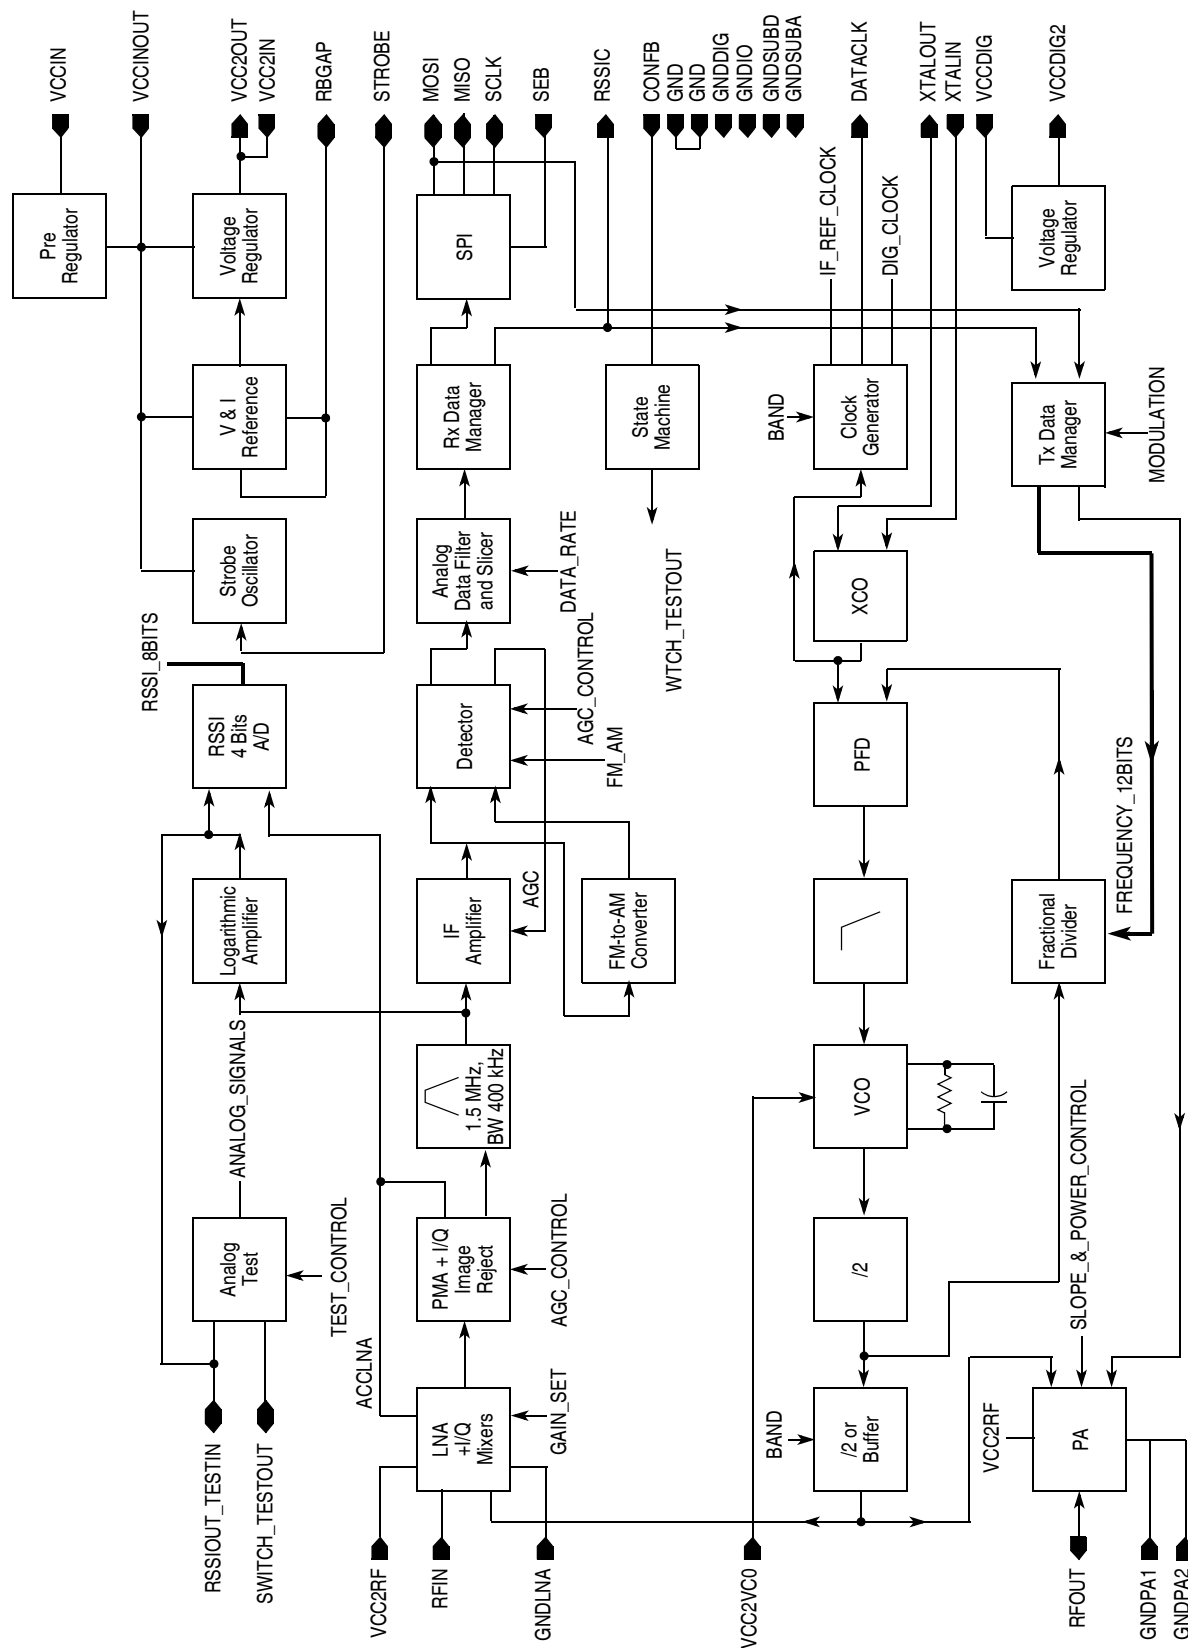 RSSIOUT_TESTIN
SWITCH_TESTOUT
VCC2RF
RFIN
GNDLNA
VCC2VC0
RFOUT
GNDPA1
GNDPA2
Analog
Test
TEST_CONTROL
ANALOG_SIGNALS
Logarithmic
Amplifier
RSSI
4 Bits
A/D
RSSI_8BITS
Strobe
Oscillator
V & I
Reference
Voltage
Regulator
Pre
Regulator
VCCIN
VCCINOUT
VCC2OUT
VCC2IN
RBGAP
STROBE
ACCLNA
LNA
+I/Q
Mixers
GAIN_SET
PMA + I/Q
Image
Reject
AGC_CONTROL
1.5 MHz,
BW 400 kHz
IF
Amplifier
AGC
FM-to-AM
Converter
Detector
AGC_CONTROL
FM_AM
Analog
Data Filter
and Slicer
DATA_RATE
Rx Data
Manager
SPI
MOSI
MISO
SCLK
SEB
RSSIC
State
Machine
WTCH_TESTOUT
CONFB
GND
GND
GNDDIG
GNDIO
GNDSUBD
GNDSUBA
BAND
/2 or
Buffer
/2
VCO
PFD
XCO
BAND
Clock
Generator
IF_REF_CLOCK
DIG_CLOCK
DATACLK
XTALOUT
XTALIN
VCCDIG
VCC2RF
PA
SLOPE_&_POWER_CONTROL
Fractional
Divider
FREQUENCY_12BITS
Tx Data
Manager
MODULATION
Voltage
Regulator
VCCDIG2